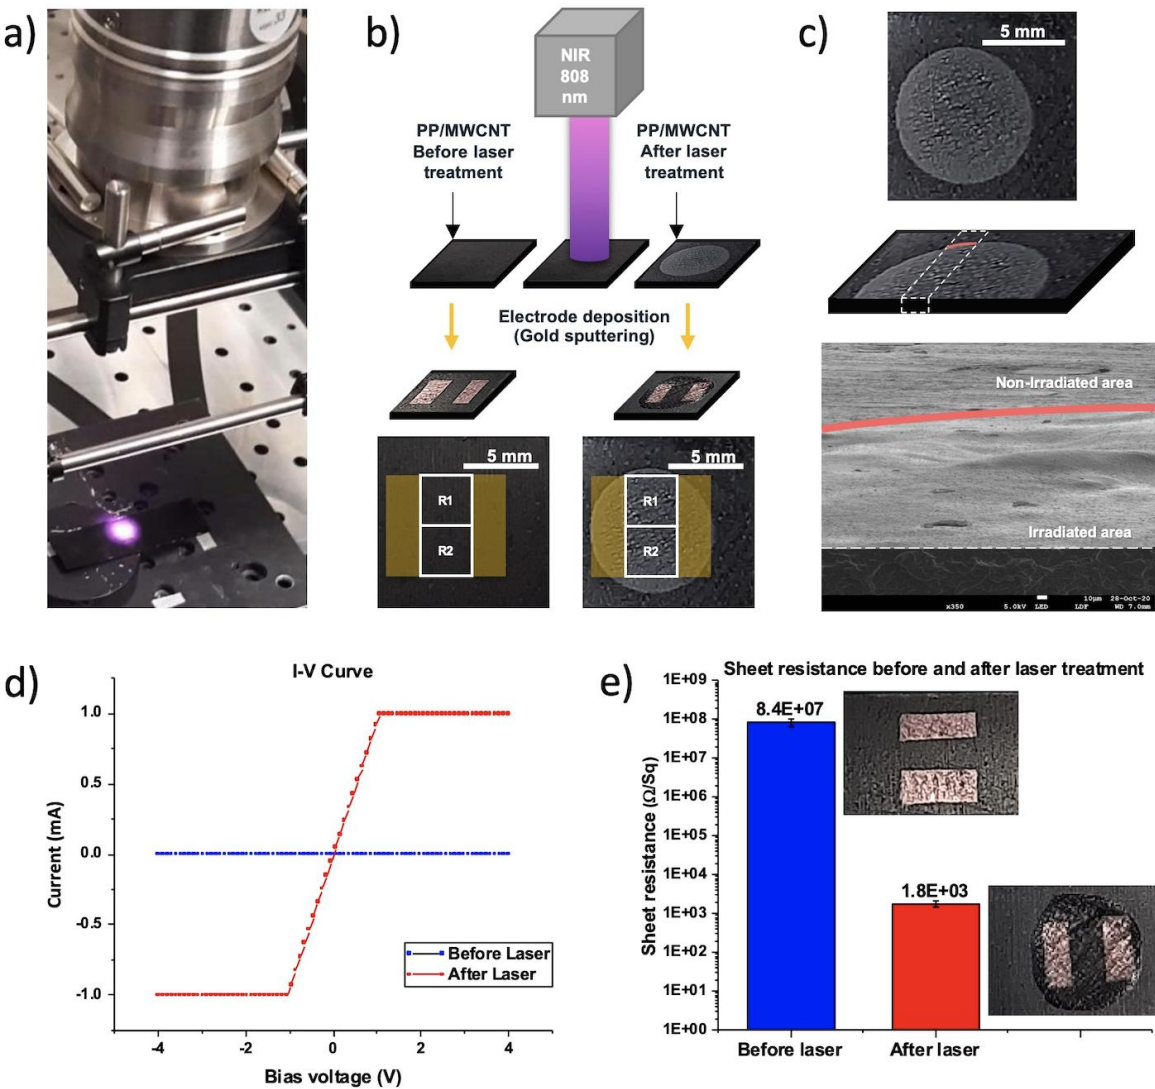 a)
b)
NIR
808
nm
PP/MWCNT
Before laser
treatment
PP/MWCNT
After laser
treatment
Electrode deposition
(Gold sputtering)
5 mm
R1
R2
5 mm
R1
R2
c)
5 mm
Non-Irradiated area
Irradiated area
10µm 28-Oct-20
x350 5.0kV LED LDF WD 7.0mm
d)
I-V Curve
Current (mA)
1.0
0.5
0.0
-0.5
-1.0
Before Laser
After Laser
-4 -2 0 2 4
Bias voltage (V)
e)
Sheet resistance before and after laser treatment
Sheet resistance (Ω/Sq)
1E+09
1E+08
1E+07
1E+06
1E+05
1E+04
1E+03
1E+02
1E+01
1E+00
8.4E+07
1.8E+03
Before laser After laser